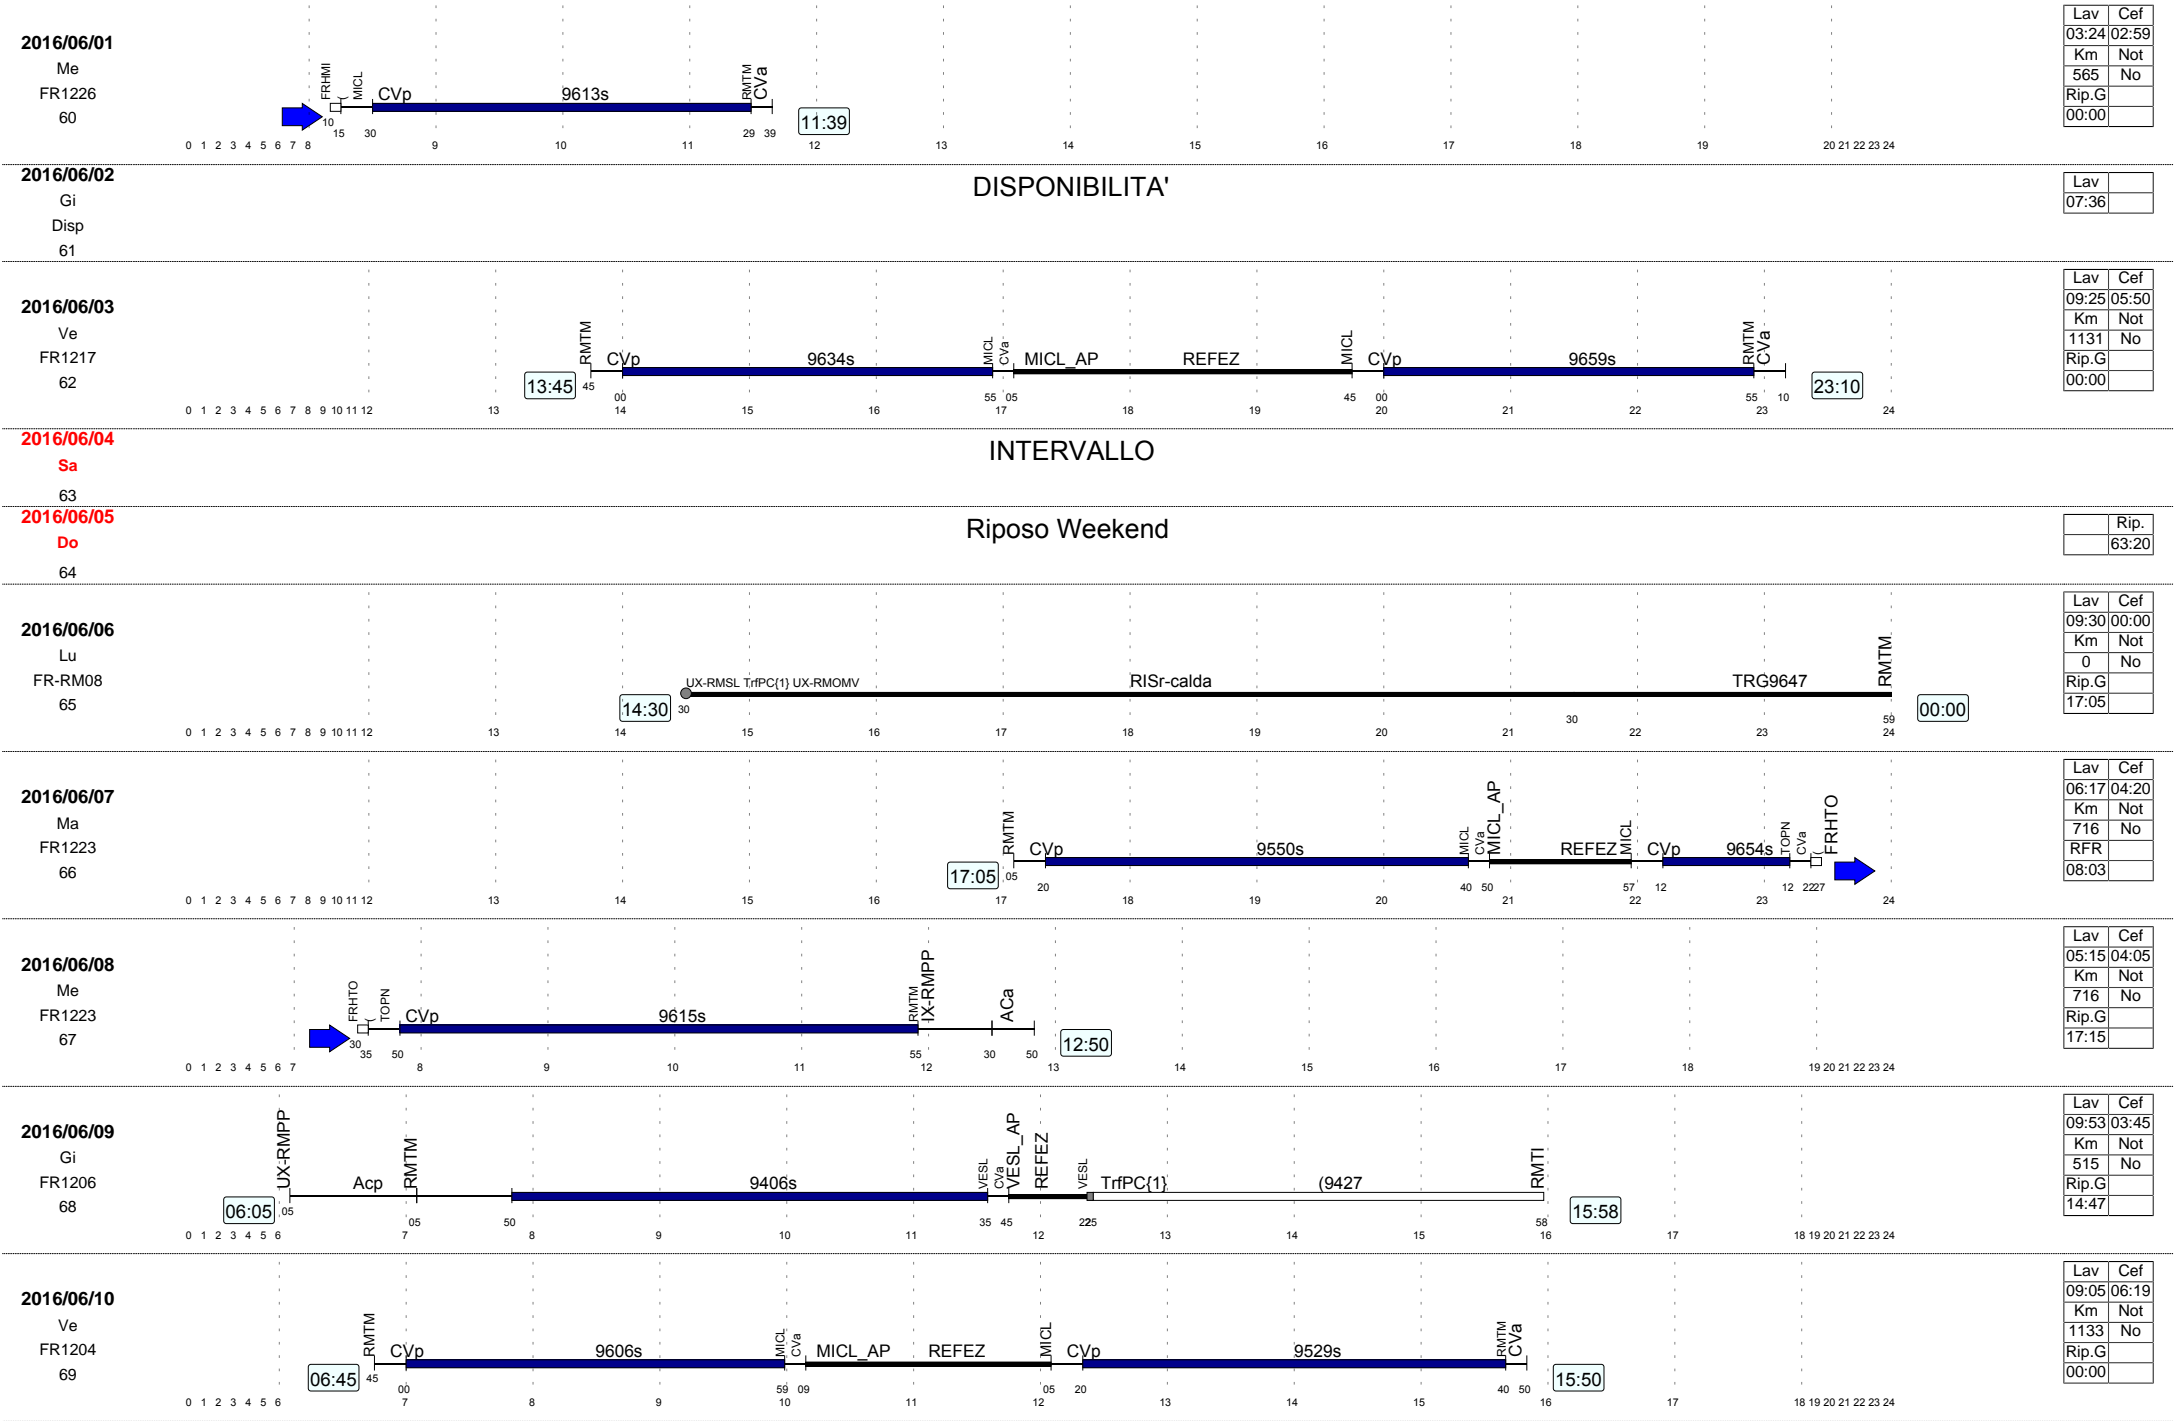 2016/06/01
Me
FR1226
60
FRHMI
(
MICL
CVp
9613s
RMTM
CVa
10
15
30
29
39
11:39
0 1 2 3 4 5 6 7 8 9 10 11 12 13 14 15 16 17 18 19 20 21 22 23 24
Lav Cef
03:24 02:59
Km Not
565 No
Rip.G
00:00
2016/06/02
Gi
Disp
61
DISPONIBILITA'
Lav
07:36
2016/06/03
Ve
FR1217
62
13:45
RMTM
CVp
9634s
MICL
CVa
MICL_AP
REFEZ
MICL
CVp
9659s
RMTM
CVa
45
00
55
05
45
00
55
10
23:10
0 1 2 3 4 5 6 7 8 9 10 11 12 13 14 15 16 17 18 19 20 21 22 23 24
Lav Cef
09:25 05:50
Km Not
1131 No
Rip.G
00:00
2016/06/04
Sa
63
INTERVALLO
2016/06/05
Do
64
Riposo Weekend
Rip.
63:20
2016/06/06
Lu
FR-RM08
65
14:30
UX-RMSL TrfPC{1} UX-RMOMV
RISr-calda
TRG9647
RMTM
30
30
59
00:00
0 1 2 3 4 5 6 7 8 9 10 11 12 13 14 15 16 17 18 19 20 21 22 23 24
Lav Cef
09:30 00:00
Km Not
0 No
Rip.G
17:05
2016/06/07
Ma
FR1223
66
17:05
RMTM
CVp
9550s
MICL
CVa
MICL_AP
REFEZ
MICL
CVp
9654s
TOPN
CVa
(
FRHTO
05
20
40
50
57
12
12
22
27
0 1 2 3 4 5 6 7 8 9 10 11 12 13 14 15 16 17 18 19 20 21 22 23 24
Lav Cef
06:17 04:20
Km Not
716 No
RFR
08:03
2016/06/08
Me
FR1223
67
FRHTO
(
TOPN
CVp
9615s
RMTM
IX-RMPP
ACa
30
35
50
55
30
50
12:50
0 1 2 3 4 5 6 7 8 9 10 11 12 13 14 15 16 17 18 19 20 21 22 23 24
Lav Cef
05:15 04:05
Km Not
716 No
Rip.G
17:15
2016/06/09
Gi
FR1206
68
06:05
UX-RMPP
Acp
RMTM
9406s
VESL
CVa
VESL_AP
REFEZ
VESL
TrfPC{1}
(9427
RMTI
05
05
50
35
45
22
25
58
15:58
0 1 2 3 4 5 6 7 8 9 10 11 12 13 14 15 16 17 18 19 20 21 22 23 24
Lav Cef
09:53 03:45
Km Not
515 No
Rip.G
14:47
2016/06/10
Ve
FR1204
69
06:45
RMTM
CVp
9606s
MICL
CVa
MICL_AP
REFEZ
MICL
CVp
9529s
RMTM
CVa
45
00
59
09
05
20
40
50
15:50
0 1 2 3 4 5 6 7 8 9 10 11 12 13 14 15 16 17 18 19 20 21 22 23 24
Lav Cef
09:05 06:19
Km Not
1133 No
Rip.G
00:00